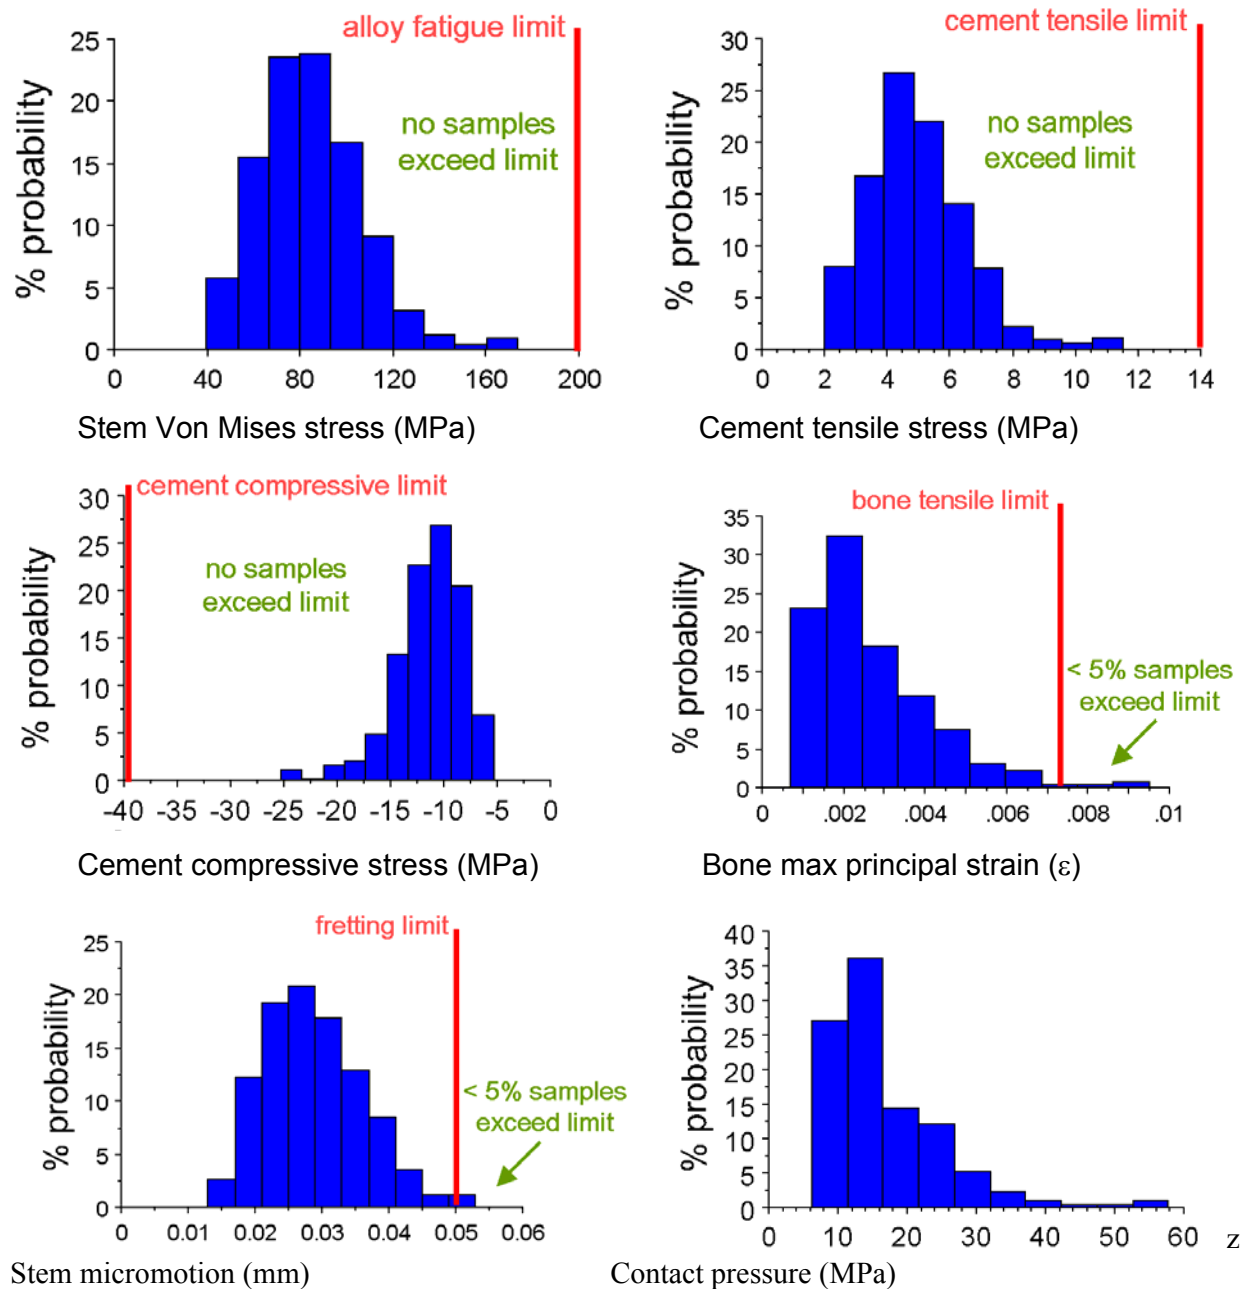 alloy fatigue limit
25
20
15
10
5
0
% probability
no samples
exceed limit
0 40 80 120 160 200
Stem Von Mises stress (MPa)
cement tensile limit
30
25
20
15
10
5
0
% probability
no samples
exceed limit
0 2 4 6 8 10 12 14
Cement tensile stress (MPa)
cement compressive limit
30
25
20
15
10
5
0
% probability
no samples
exceed limit
-40 -35 -30 -25 -20 -15 -10 -5 0
Cement compressive stress (MPa)
bone tensile limit
35
30
25
20
15
10
5
0
% probability
< 5% samples
exceed limit
0 .002 .004 .006 .008 .01
Bone max principal strain (ε)
fretting limit
25
20
15
10
5
0
% probability
< 5% samples
exceed limit
0 0.01 0.02 0.03 0.04 0.05 0.06
Stem micromotion (mm)
40
35
30
25
20
15
10
5
0
% probability
0 10 20 30 40 50 60 z
Contact pressure (MPa)